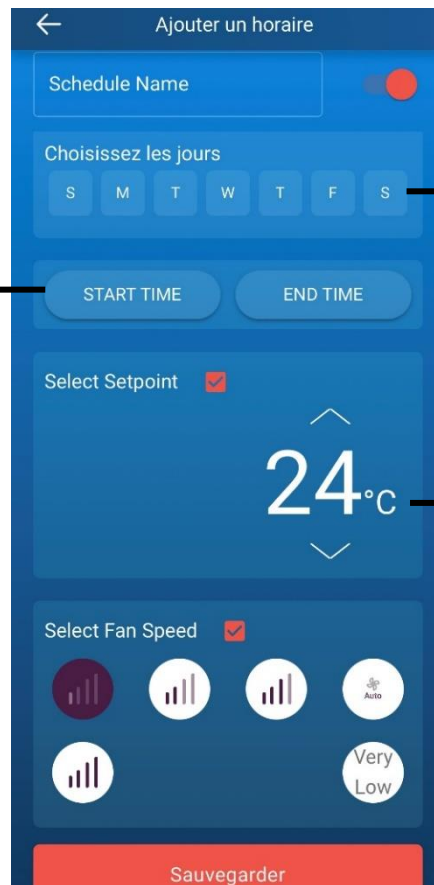 Ajouter un horaire
Schedule Name
Choisissez les jours
S M T W T F S
START TIME END TIME
Select Setpoint
24°C
Select Fan Speed
Auto
Very
Low
Sauvegarder